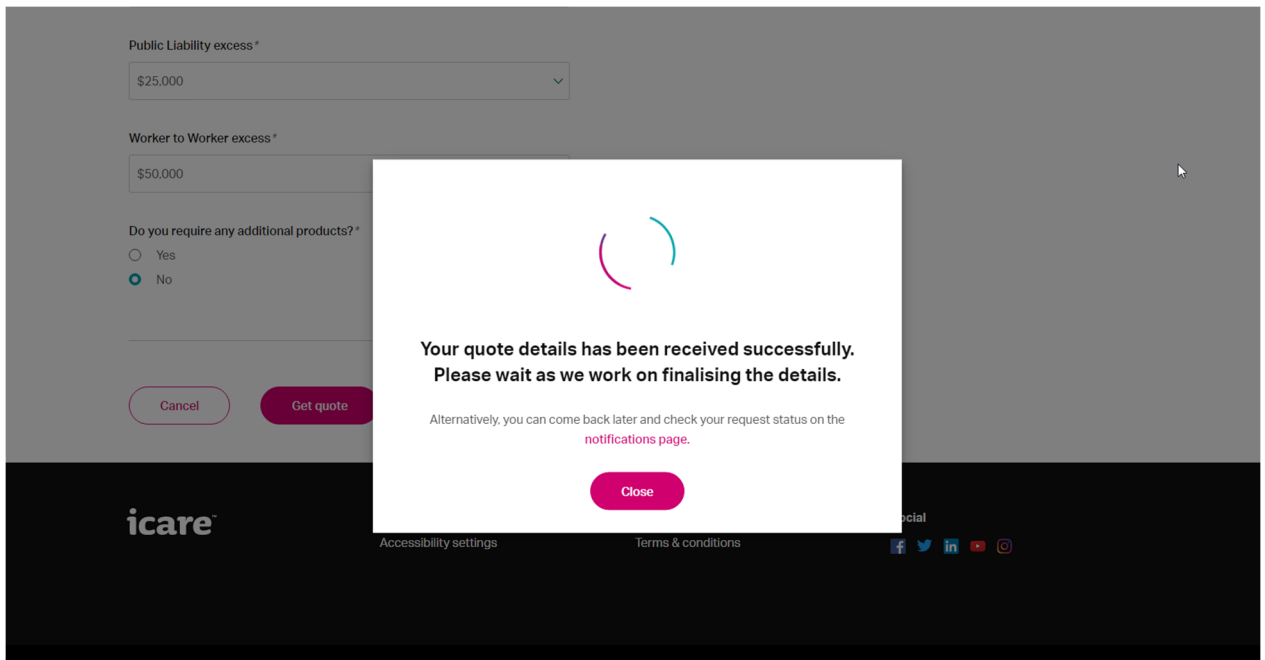 Public Liability excess*
$25,000
Worker to Worker excess*
$50,000
Do you require any additional products?*
Yes
No
Your quote details has been received successfully.
Please wait as we work on finalising the details.
Alternatively, you can come back later and check your request status on the
notifications page.
Close
Cancel
Get quote
icare™
Accessibility settings
Terms & conditions
ocial